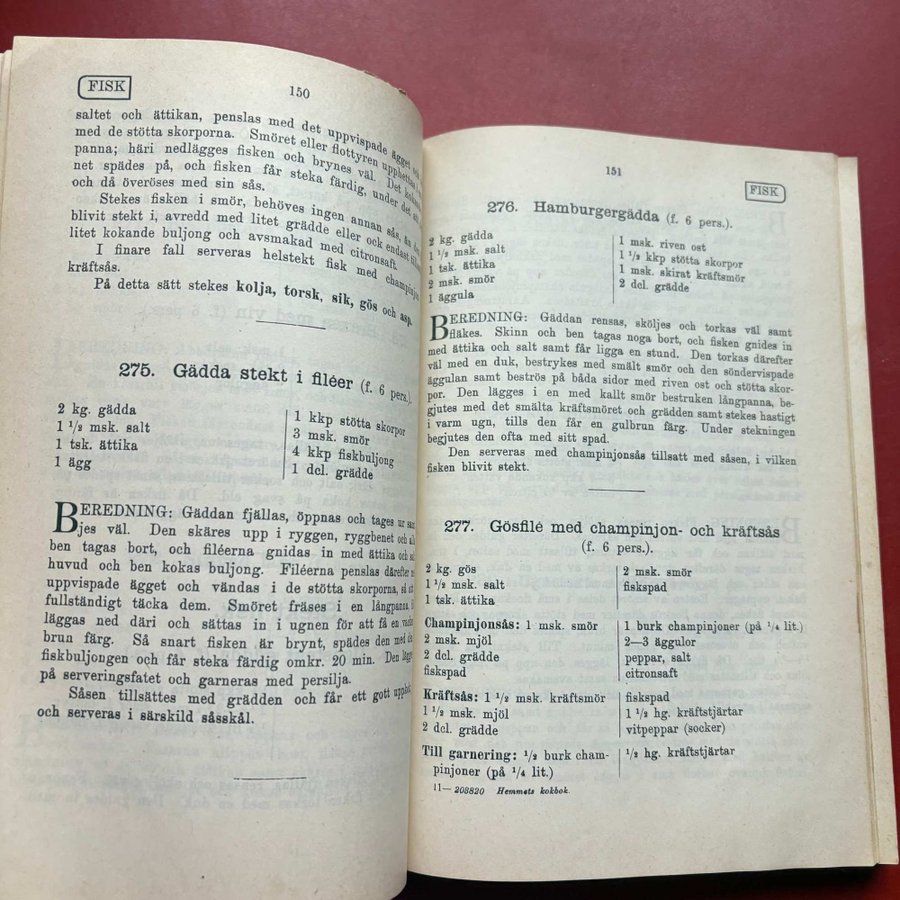 FISK
150
saltet och ättikan, penslas med det uppvispade ägget
med de stötta skorporna. Smöret eller flottyren upphettas
panna; häri nedlägges fisken och brynes väl. Det
net spädes på, och fisken får steka färdig, under det
och då överöses med sin sås.
Stekes fisken i smör, behöves ingen annan sås, än
blivit stekt i, avredd med litet grädde eller ock endast
litet kokande buljong och avsmakad med citronsaft.
I finare fall serveras helstekt fisk med champinjon
kräftsås.
På detta sätt stekes kolja, torsk, sik, gös och asp.
275. Gädda stekt i filéer (f. 6 pers.).
2 kg. gädda
1 1/2 msk. salt
1 tsk. ättika
1 ägg
1 kkp stötta skorpor
3 msk. smör
4 kkp fiskbuljong
1 dcl. grädde
BEREDNING: Gäddan fjällas, öppnas och tages ur
jes väl. Den skäres upp i ryggen, ryggbenet och
ben tagas bort, och filéerna gnidas in med ättika och
huvud och ben kokas buljong. Filéerna penslas därefter
uppvispade ägget och vändas i de stötta skorporna, så
fullständigt täcka dem. Smöret fräses i en långpanna,
läggas ned däri och sättas in i ugnen för att få en
brun färg. Så snart fisken är brynt, spädes den med
fiskbuljongen och får steka färdig omkr. 20 min. Den
på serveringsfatet och garneras med persilja.
Såsen tillsättes med grädden och får ett gott uppkok
och serveras i särskild såsskål.
151
FISK
276. Hamburgergädda (f. 6 pers.).
2 kg. gädda
1 1/2 msk. salt
1 tsk. ättika
2 msk. smör
1 äggula
1 msk. riven ost
1 1/2 kkp stötta skorpor
1 msk. skirat kräftsmör
2 dcl. grädde
BEREDNING: Gäddan rensas, sköljes och torkas väl samt
fläkes. Skinn och ben tagas noga bort, och fisken gnides in
med ättika och salt samt får ligga en stund. Den torkas därefter
väl med en duk, bestrykes med smält smör och den söndervispade
äggulan samt beströs på båda sidor med riven ost och stötta skor-
por. Den lägges i en med kallt smör bestruken långpanna, be-
gjutes med det smälta kräftsmöret och grädden samt stekes hastigt
i varm ugn, tills den får en gulbrun färg. Under stekningen
begjutes den ofta med sitt spad.
Den serveras med champinjonsås tillsatt med såsen, i vilken
fisken blivit stekt.
277. Gösfilé med champinjon- och kräftsås
(f. 6 pers.).
2 kg. gös
1 1/2 msk. salt
1 tsk. ättika
2 msk. smör
fiskspad
Champinjonsås: 1 msk. smör
2 msk. mjöl
2 dcl. grädde
fiskspad
1 burk champinjoner (på 1/4 lit.)
2—3 äggulor
peppar, salt
citronsaft
Kräftsås: 1 1/2 msk. kräftsmör
1 1/2 msk. mjöl
2 dcl. grädde
fiskspad
1 1/2 hg. kräftstjärtar
vitpeppar (socker)
Till garnering: 1/2 burk cham-
pinjoner (på 1/4 lit.)
1/2 hg. kräftstjärtar
11— 203820 Hemmets kokbok.